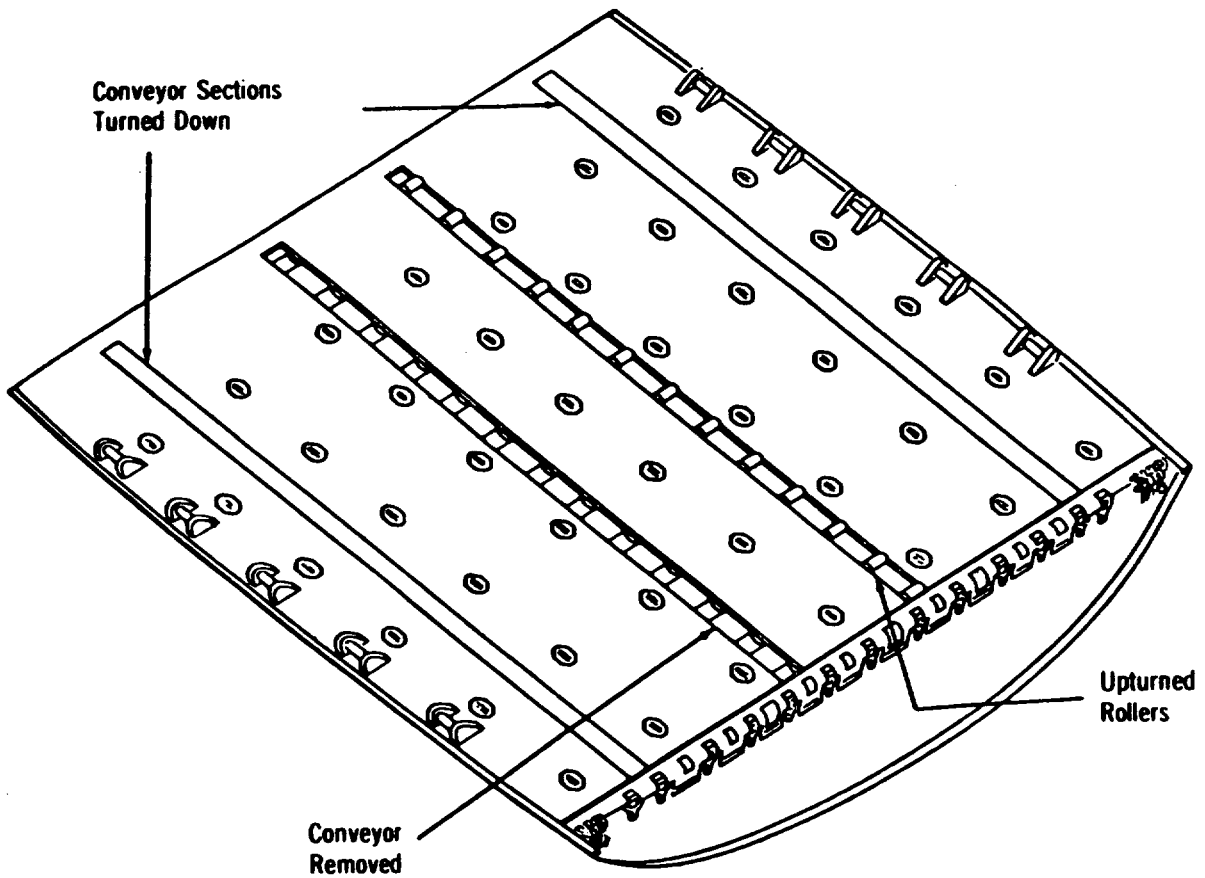 Conveyor Sections
Turned Down
Upturned
Rollers
Conveyor
Removed